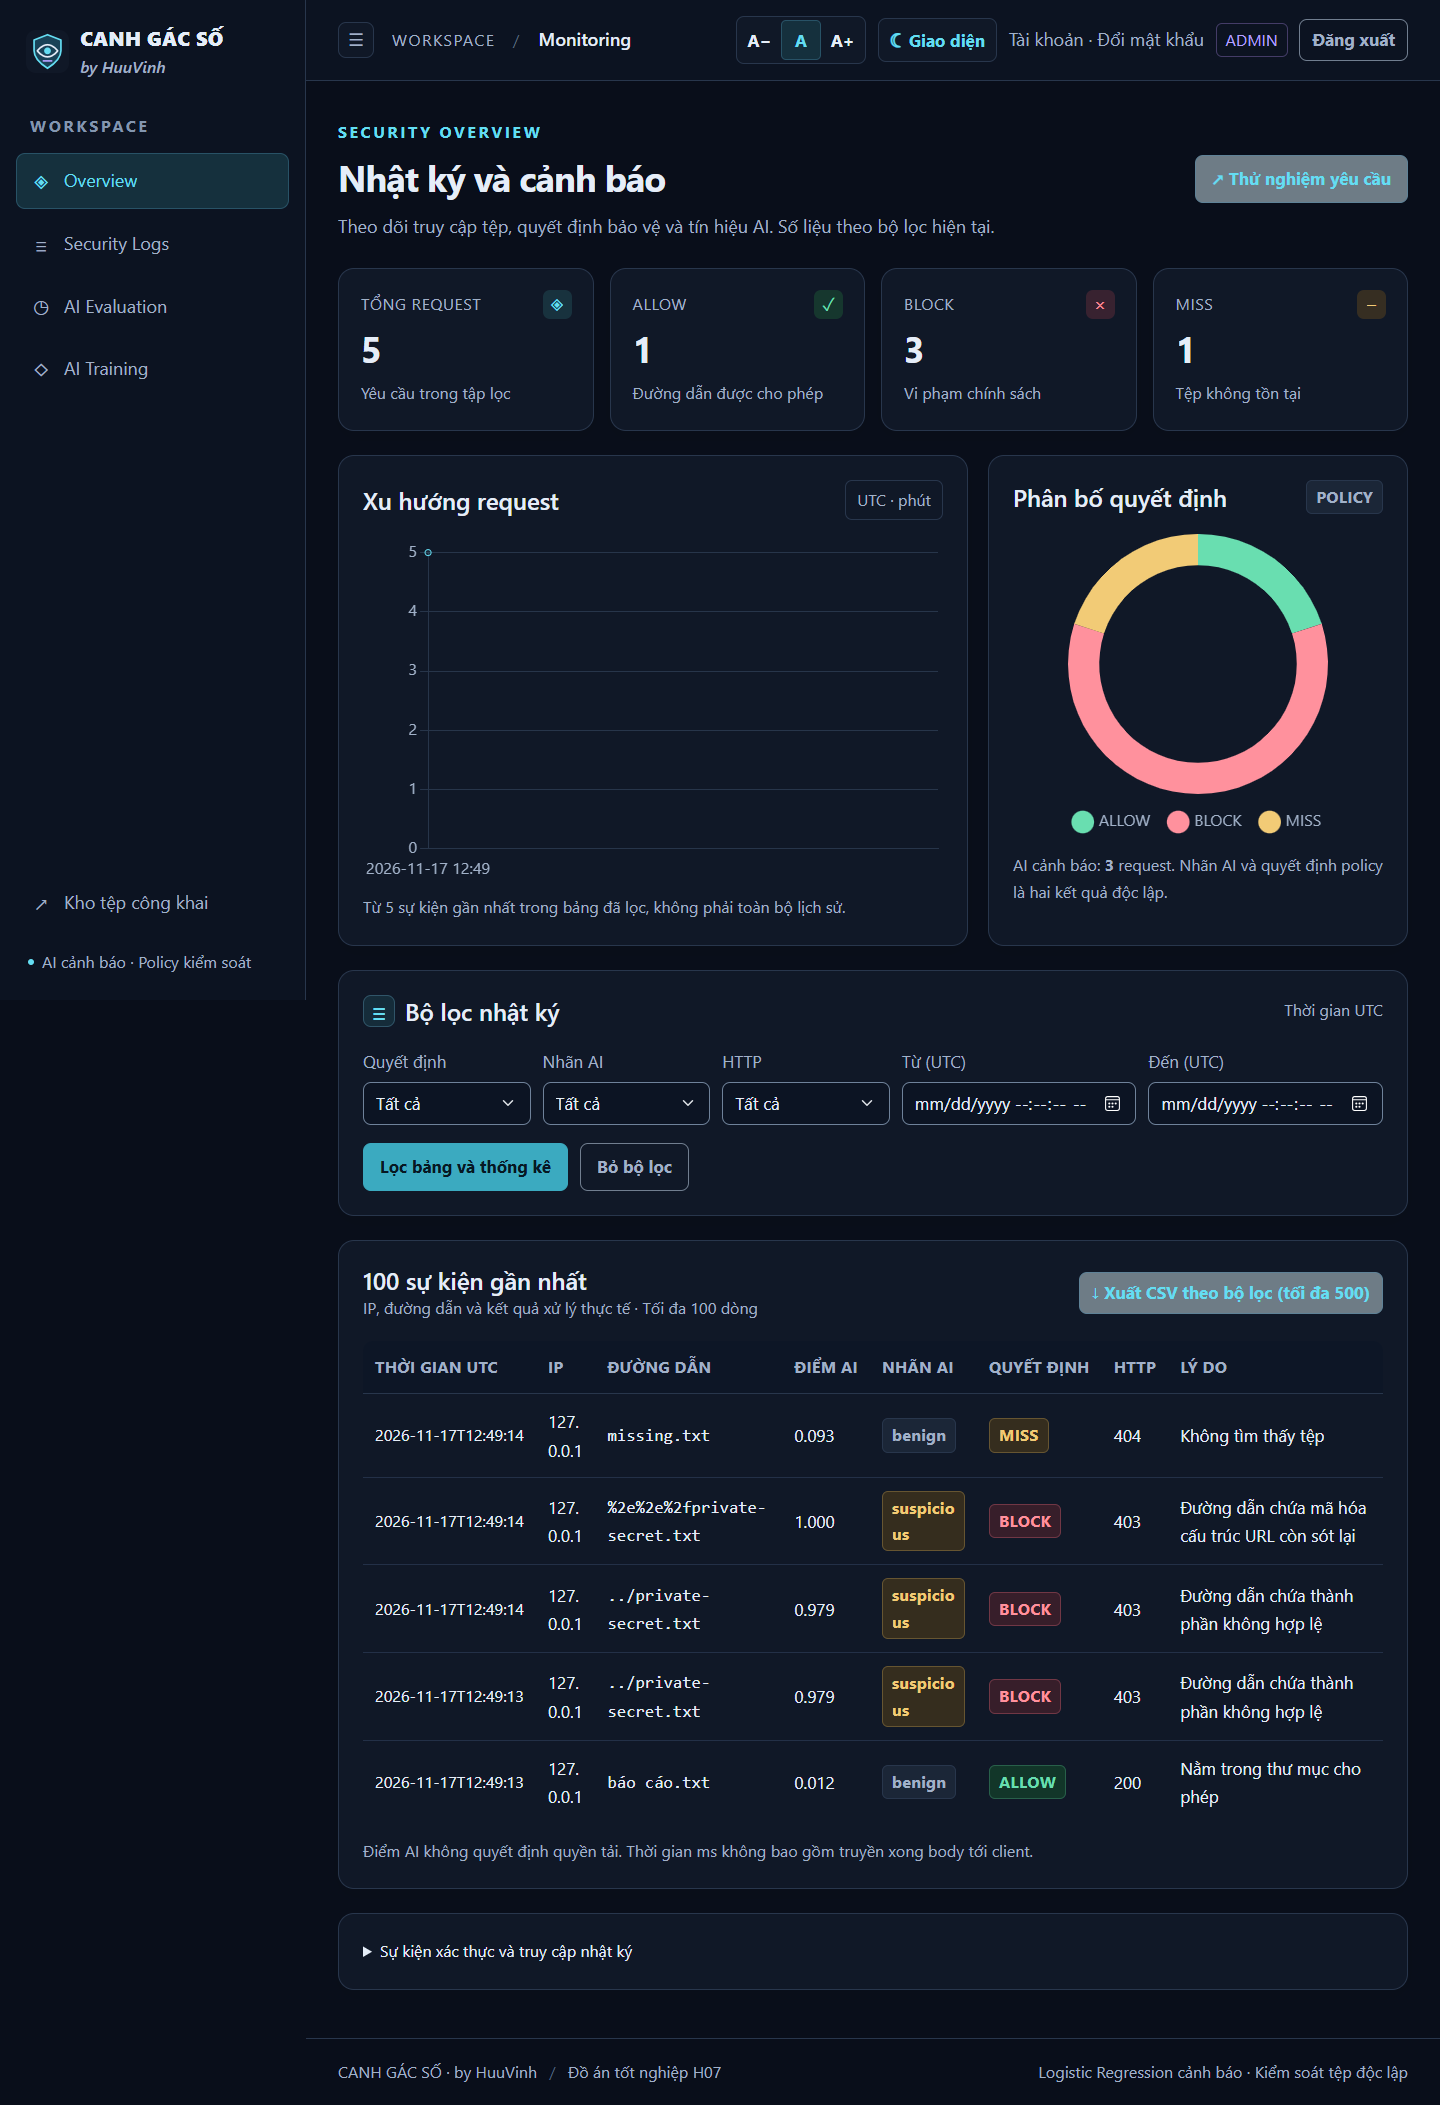 CANH GÁC SỐ
by HuuVinh
WORKSPACE
Overview
Security Logs
AI Evaluation
AI Training
Kho tệp công khai
AI cảnh báo · Policy kiểm soát
WORKSPACE / Monitoring
A− A A+
Giao diện
Tài khoản · Đổi mật khẩu
ADMIN
Đăng xuất
SECURITY OVERVIEW
Nhật ký và cảnh báo
↗ Thử nghiệm yêu cầu
Theo dõi truy cập tệp, quyết định bảo vệ và tín hiệu AI. Số liệu theo bộ lọc hiện tại.
TỔNG REQUEST
5
Yêu cầu trong tập lọc
ALLOW
1
Đường dẫn được cho phép
BLOCK
3
Vi phạm chính sách
MISS
1
Tệp không tồn tại
Xu hướng request
UTC · phút
5
4
3
2
1
0
2026-11-17 12:49
Từ 5 sự kiện gần nhất trong bảng đã lọc, không phải toàn bộ lịch sử.
Phân bố quyết định
POLICY
ALLOW BLOCK MISS
AI cảnh báo: 3 request. Nhãn AI và quyết định policy
là hai kết quả độc lập.
Bộ lọc nhật ký
Thời gian UTC
Quyết định Nhãn AI HTTP Từ (UTC) Đến (UTC)
Tất cả Tất cả Tất cả mm/dd/yyyy --:--:-- -- mm/dd/yyyy --:--:-- --
Lọc bảng và thống kê
Bỏ bộ lọc
100 sự kiện gần nhất
IP, đường dẫn và kết quả xử lý thực tế · Tối đa 100 dòng
↓ Xuất CSV theo bộ lọc (tối đa 500)
THỜI GIAN UTC IP ĐƯỜNG DẪN ĐIỂM AI NHÃN AI QUYẾT ĐỊNH HTTP LÝ DO
2026-11-17T12:49:14 127. missing.txt 0.093 benign MISS 404 Không tìm thấy tệp
0.0.1
2026-11-17T12:49:14 127. %2e%2e%2fprivate- 1.000 suspicio BLOCK 403 Đường dẫn chứa mã hóa
0.0.1 secret.txt us cấu trúc URL còn sót lại
2026-11-17T12:49:14 127. ../private- 0.979 suspicio BLOCK 403 Đường dẫn chứa thành
0.0.1 secret.txt us phần không hợp lệ
2026-11-17T12:49:13 127. ../private- 0.979 suspicio BLOCK 403 Đường dẫn chứa thành
0.0.1 secret.txt us phần không hợp lệ
2026-11-17T12:49:13 127. báo cáo.txt 0.012 benign ALLOW 200 Nằm trong thư mục cho
0.0.1 phép
Điểm AI không quyết định quyền tải. Thời gian ms không bao gồm truyền xong body tới client.
▶ Sự kiện xác thực và truy cập nhật ký
CANH GÁC SỐ · by HuuVinh / Đồ án tốt nghiệp H07
Logistic Regression cảnh báo · Kiểm soát tệp độc lập